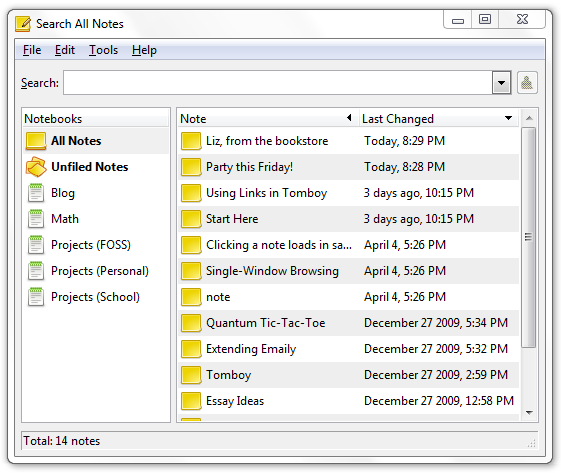 Search All Notes
File Edit Tools Help
Search:
Notebooks
All Notes
Unfiled Notes
Blog
Math
Projects (FOSS)
Projects (Personal)
Projects (School)
Note Last Changed
Liz, from the bookstore Today, 8:29 PM
Party this Friday! Today, 8:28 PM
Using Links in Tomboy 3 days ago, 10:15 PM
Start Here 3 days ago, 10:15 PM
Clicking a note loads in sa... April 4, 5:26 PM
Single-Window Browsing April 4, 5:26 PM
note April 4, 5:26 PM
Quantum Tic-Tac-Toe December 27 2009, 5:34 PM
Extending Emaily December 27 2009, 5:32 PM
Tomboy December 27 2009, 2:59 PM
Essay Ideas December 27 2009, 12:58 PM
Total: 14 notes